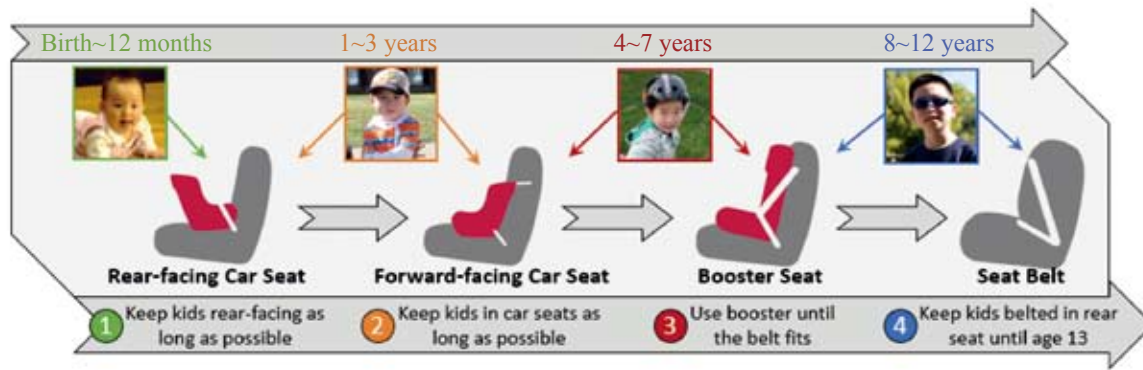 Birth~12 months
1~3 years
4~7 years
8~12 years
Rear-facing Car Seat
Forward-facing Car Seat
Booster Seat
Seat Belt
1
Keep kids rear-facing as
long as possible
2
Keep kids in car seats as
long as possible
3
Use booster until
the belt fits
4
Keep kids belted in rear
seat until age 13